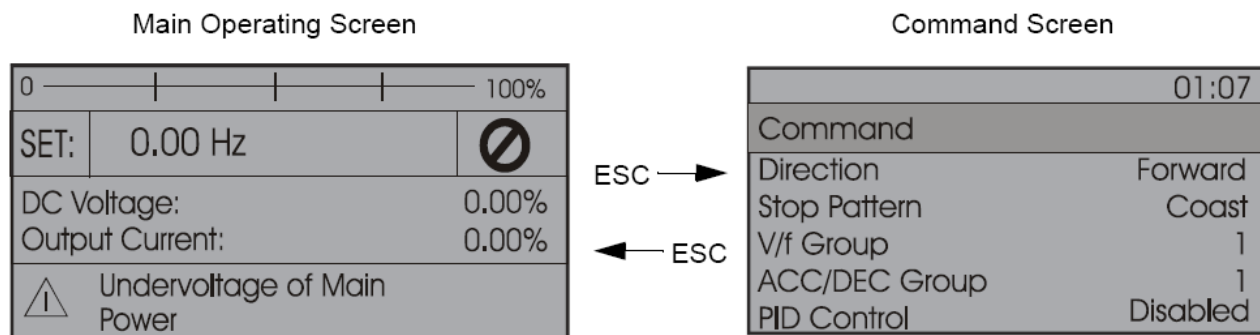 Main Operating Screen
0 100%
SET: 0.00 Hz
DC Voltage: 0.00%
Output Current: 0.00%
Undervoltage of Main
Power
ESC
ESC
Command Screen
01:07
Command
Direction Forward
Stop Pattern Coast
V/f Group 1
ACC/DEC Group 1
PID Control Disabled